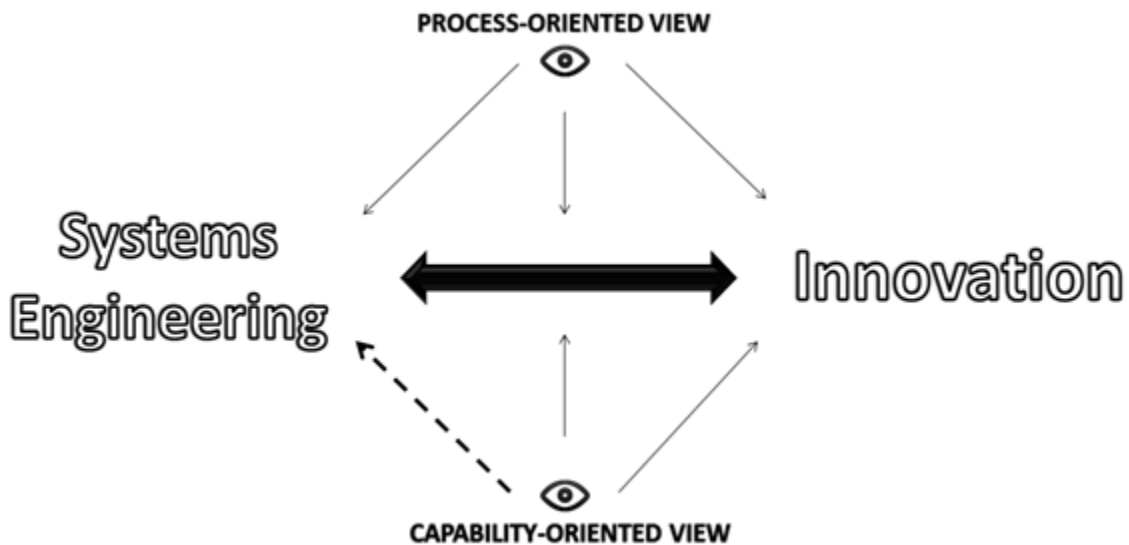 PROCESS-ORIENTED VIEW
Systems
Engineering
Innovation
CAPABILITY-ORIENTED VIEW